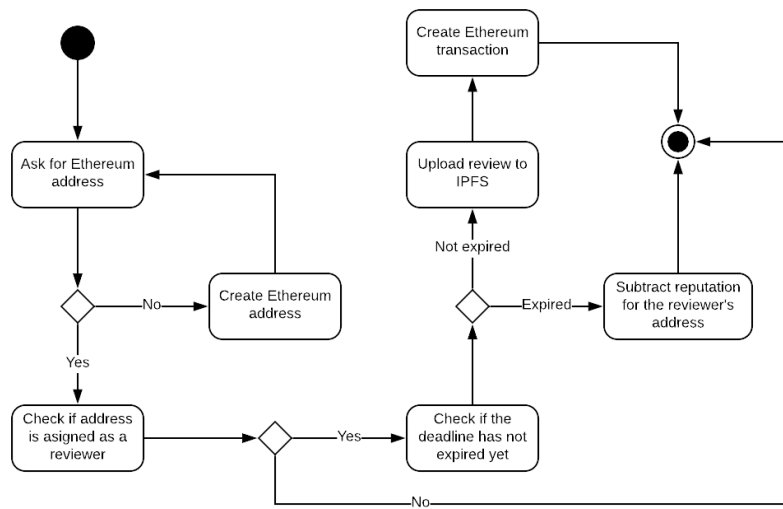 Create Ethereum
transaction
Ask for Ethereum
address
Upload review to
IPFS
Not expired
No
Create Ethereum
address
Expired
Subtract reputation
for the reviewer's
address
Yes
Check if address
is asigned as a
reviewer
Yes
Check if the
deadline has not
expired yet
No